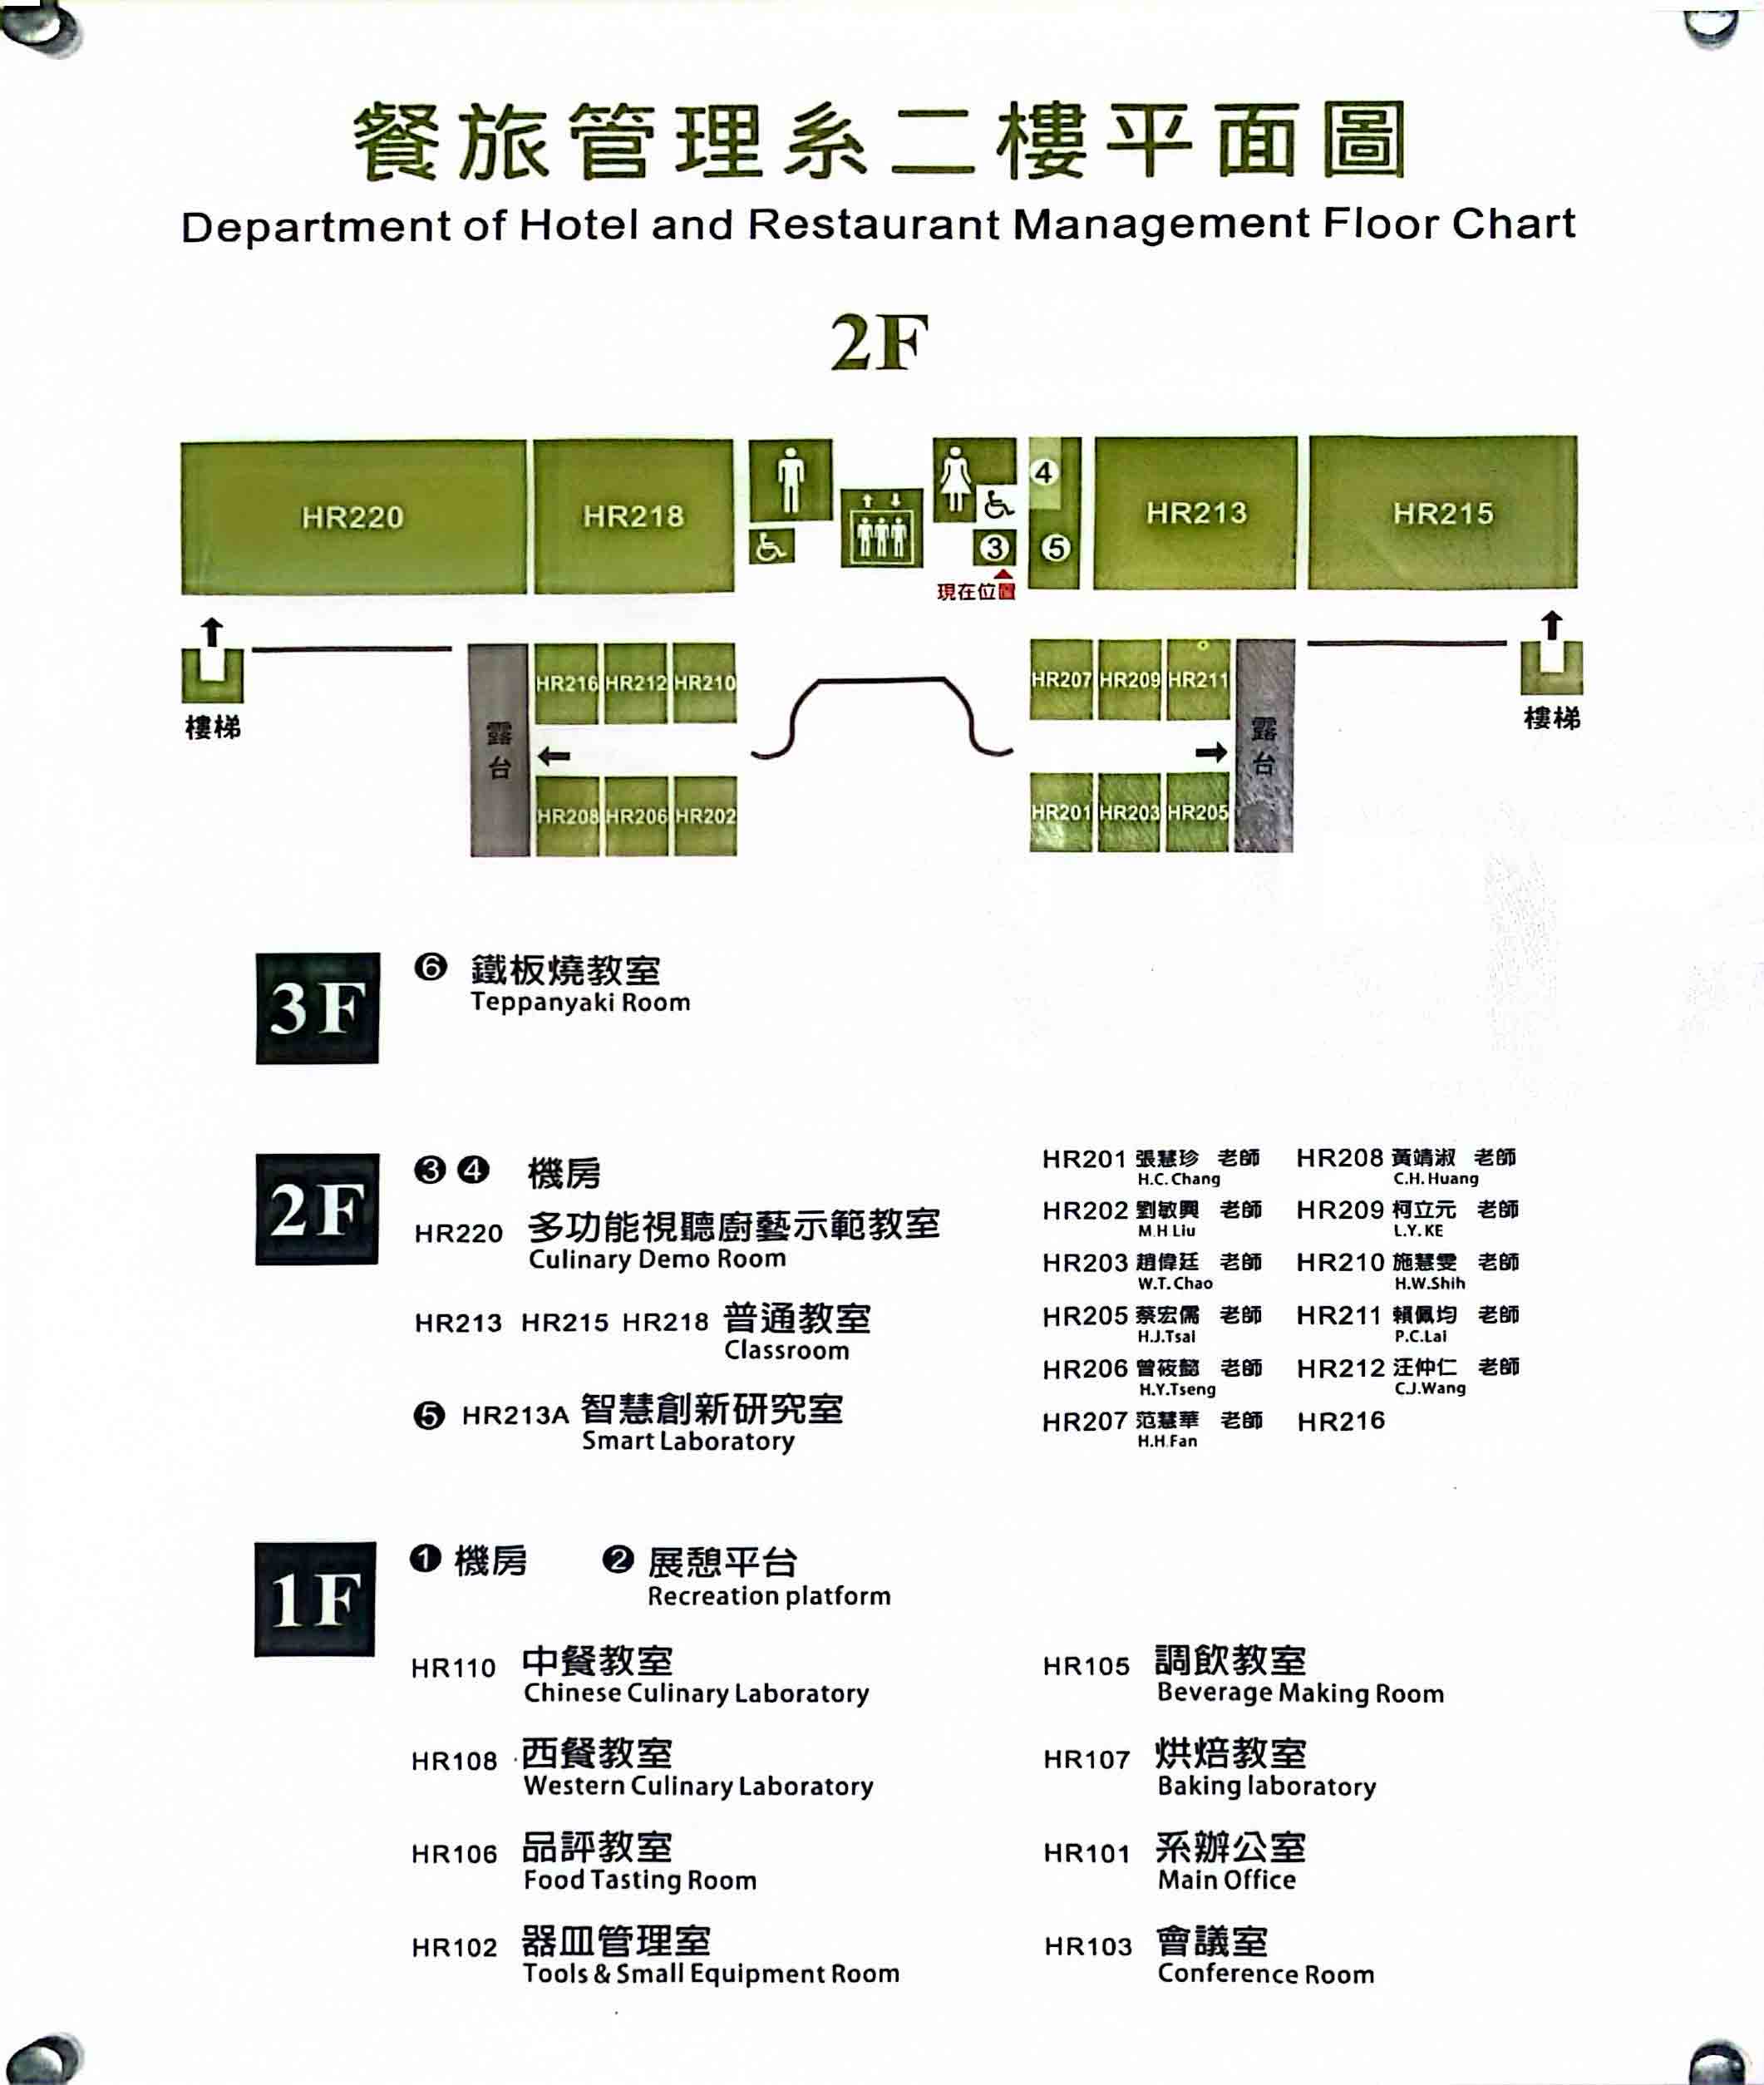 餐旅管理系二樓平面圖
Department of Hotel and Restaurant Management Floor Chart
2F
HR220 HR218 4 HR213 HR215
3 5
現在位置
HR216 HR212 HR210 HR207 HR209 HR211
樓梯 露台 露台 樓梯
HR208 HR206 HR202 HR201 HR203 HR205
3F 6 鐵板燒教室
Teppanyaki Room
2F 3 4 機房
HR220 多功能視聽廚藝示範教室
Culinary Demo Room
HR213 HR215 HR218 普通教室
Classroom
5 HR213A 智慧創新研究室
Smart Laboratory
HR201 張慧珍 老師
H.C.Chang
HR202 劉敏興 老師
M.H Liu
HR203 趙偉廷 老師
W.T.Chao
HR205 蔡宏儒 老師
H.J.Tsai
HR206 曾筱懿 老師
H.Y.Tseng
HR207 范慧華 老師
H.H.Fan
HR208 黃靖淑 老師
C.H.Huang
HR209 柯立元 老師
L.Y.KE
HR210 施慧雯 老師
H.W.Shih
HR211 賴佩均 老師
P.C.Lai
HR212 汪仲仁 老師
C.J.Wang
HR216
1F 1 機房 2 展憩平台
Recreation platform
HR110 中餐教室
Chinese Culinary Laboratory
HR108 西餐教室
Western Culinary Laboratory
HR106 品評教室
Food Tasting Room
HR102 器皿管理室
Tools & Small Equipment Room
HR105 調飲教室
Beverage Making Room
HR107 烘焙教室
Baking laboratory
HR101 系辦公室
Main Office
HR103 會議室
Conference Room